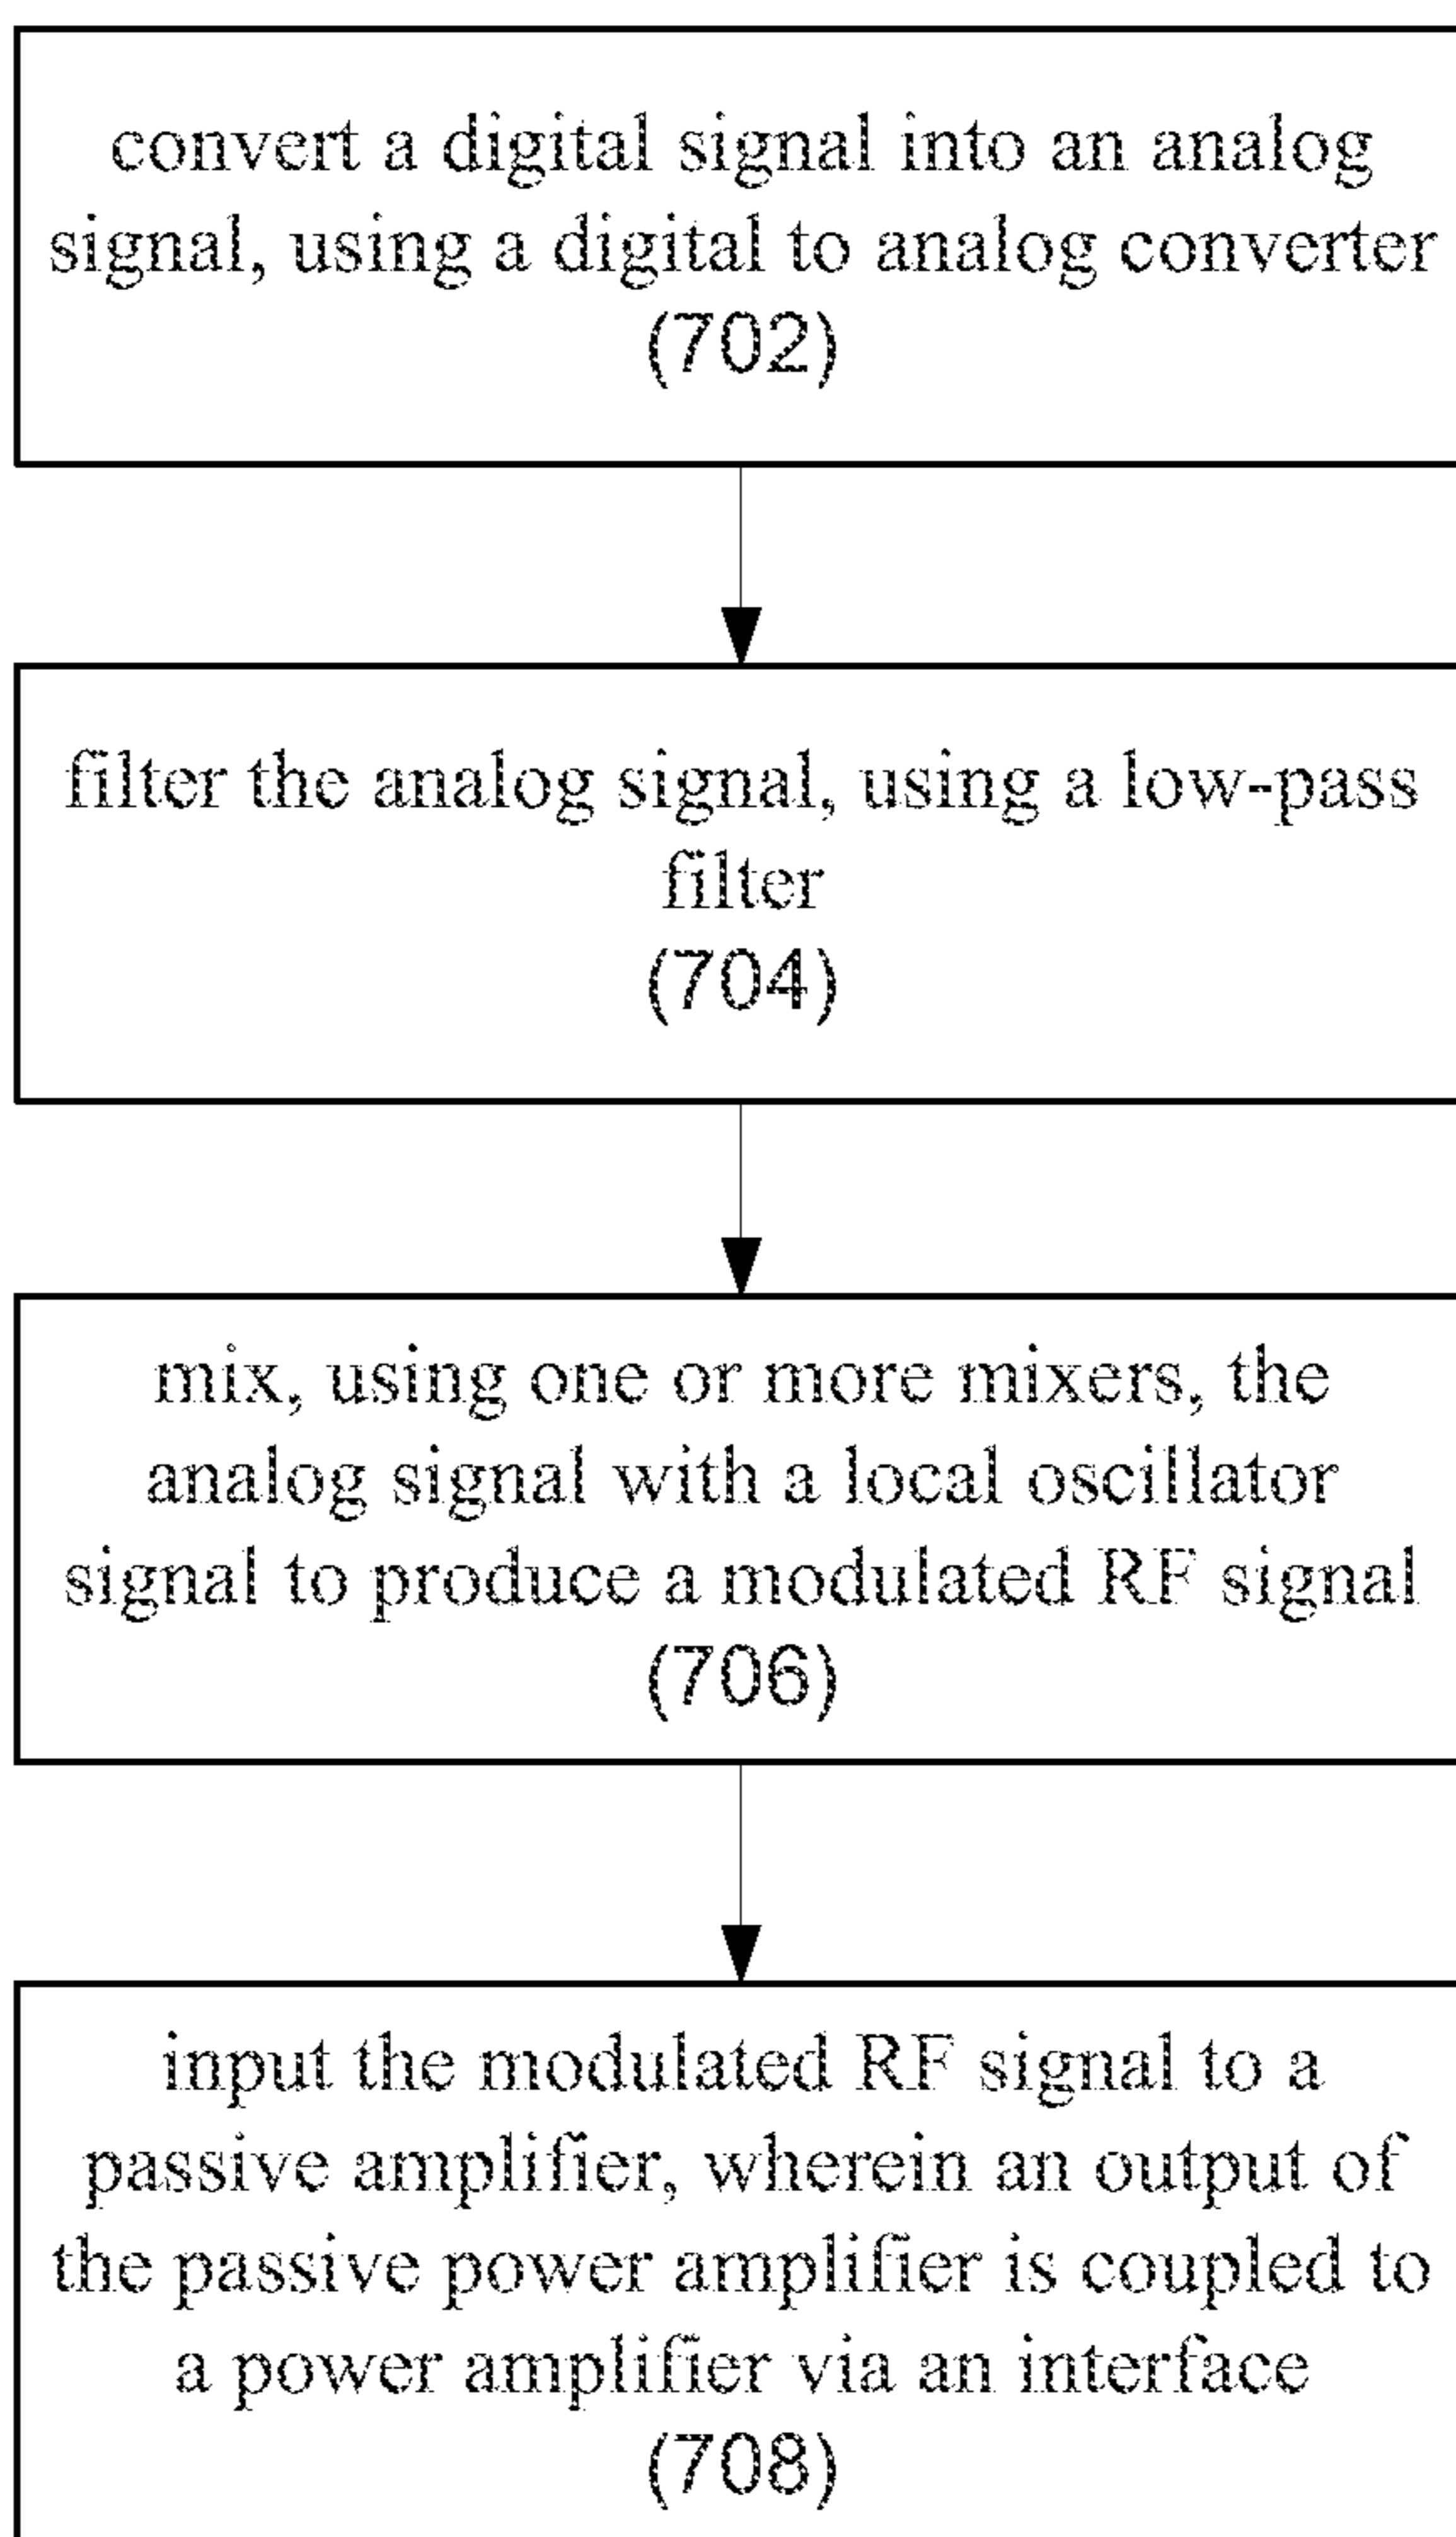 convert a digital signal into an analog
signal, using a digital to analog converter
(702)
filter the analog signal, using a low-pass
filter
(704)
mix, using one or more mixers, the
analog signal with a local oscillator
signal to produce a modulated RF signal
(706)
input the modulated RF signal to a
passive amplifier, wherein an output of
the passive power amplifier is coupled to
a power amplifier via an interface
(708)